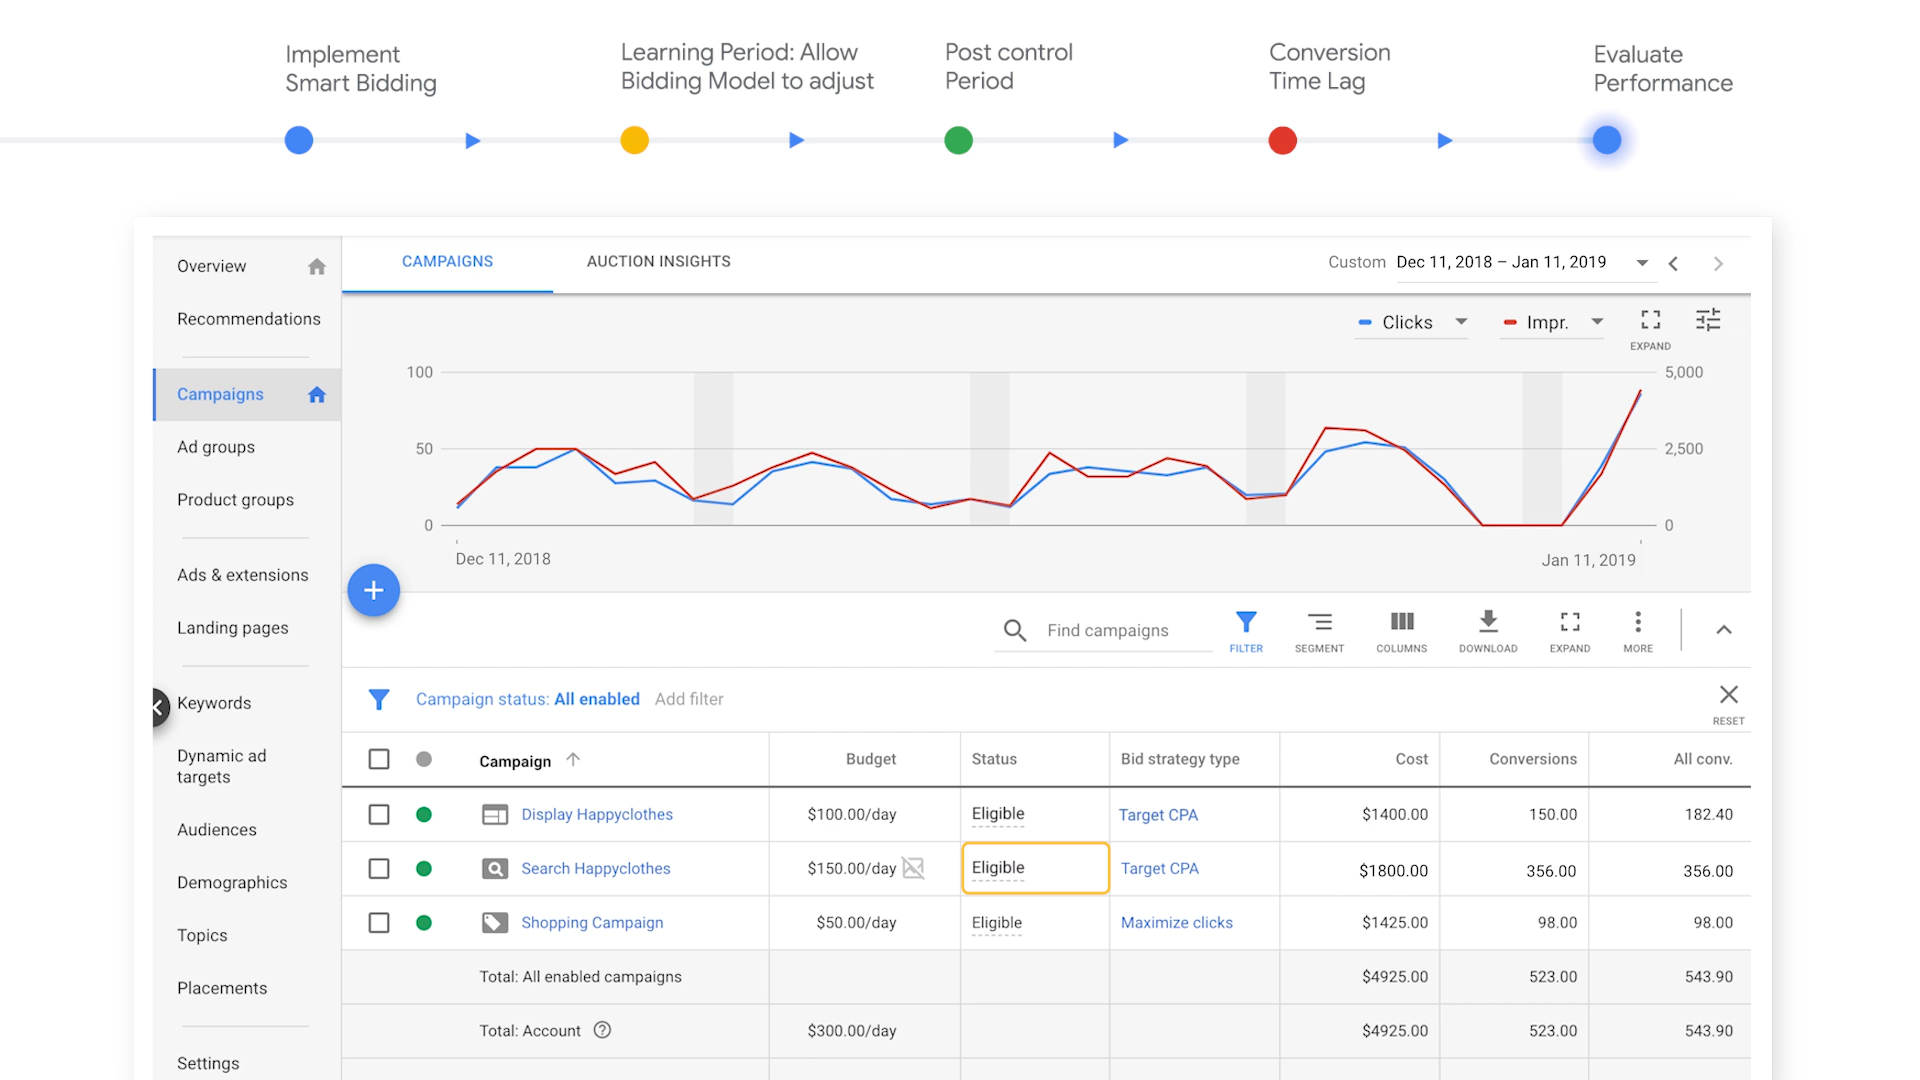 Implement
Smart Bidding
Learning Period: Allow
Bidding Model to adjust
Post control
Period
Conversion
Time Lag
Evaluate
Performance
Overview
Recommendations
Campaigns
Ad groups
Product groups
Ads & extensions
Landing pages
Keywords
Dynamic ad
targets
Audiences
Demographics
Topics
Placements
Settings
CAMPAIGNS AUCTION INSIGHTS Custom Dec 11, 2018 – Jan 11, 2019
Clicks Impr. EXPAND
100 5,000
50 2,500
0 0
Dec 11, 2018 Jan 11, 2019
Find campaigns FILTER SEGMENT COLUMNS DOWNLOAD EXPAND MORE
Campaign status: All enabled Add filter RESET
Campaign Budget Status Bid strategy type Cost Conversions All conv.
Display Happyclothes $100.00/day Eligible Target CPA $1400.00 150.00 182.40
Search Happyclothes $150.00/day Eligible Target CPA $1800.00 356.00 356.00
Shopping Campaign $50.00/day Eligible Maximize clicks $1425.00 98.00 98.00
Total: All enabled campaigns $4925.00 523.00 543.90
Total: Account $300.00/day $4925.00 523.00 543.90